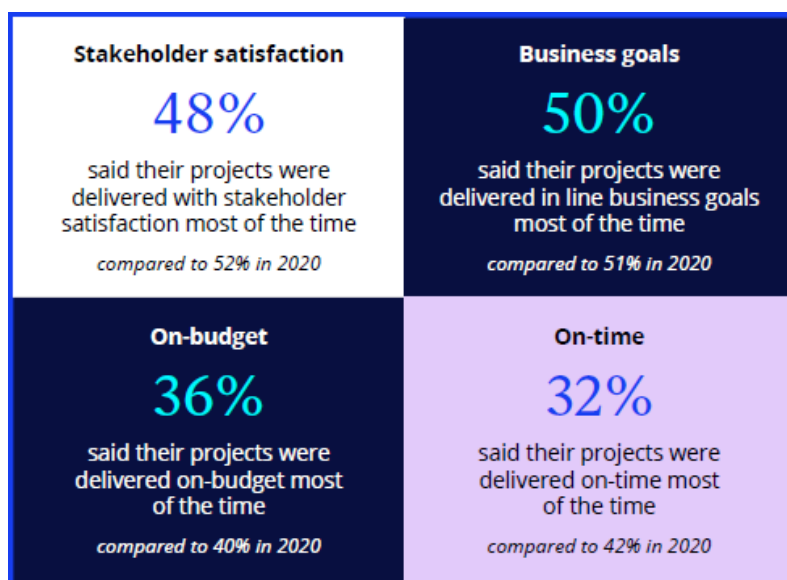 Stakeholder satisfaction
48%
said their projects were
delivered with stakeholder
satisfaction most of the time
compared to 52% in 2020
Business goals
50%
said their projects were
delivered in line business goals
most of the time
compared to 51% in 2020
On-budget
36%
said their projects were
delivered on-budget most
of the time
compared to 40% in 2020
On-time
32%
said their projects were
delivered on-time most
of the time
compared to 42% in 2020